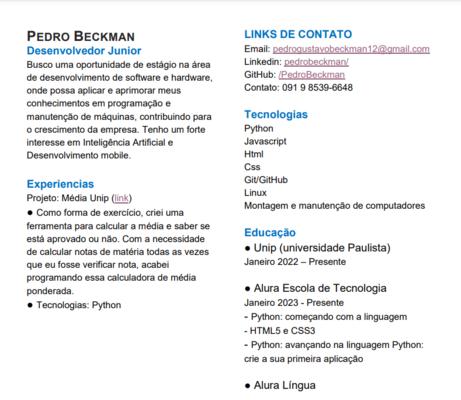 PEDRO BECKMAN
Desenvolvedor Junior
Busco uma oportunidade de estágio na área
de desenvolvimento de software e hardware,
onde possa aplicar e aprimorar meus
conhecimentos em programação e
manutenção de máquinas, contribuindo para
o crescimento da empresa. Tenho um forte
interesse em Inteligência Artificial e
Desenvolvimento mobile.
Experiencias
Projeto: Média Unip (link)
● Como forma de exercício, criei uma
ferramenta para calcular a média e saber se
está aprovado ou não. Com a necessidade
de calcular notas de matéria todas as vezes
que eu fosse verificar nota, acabei
programando essa calculadora de média
ponderada.
● Tecnologias: Python
LINKS DE CONTATO
Email: pedrogustavobeckman12@gmail.com
Linkedin: pedrobeckman/
GitHub: /PedroBeckman
Contato: 091 9 8539-6648
Tecnologias
Python
Javascript
Html
Css
Git/GitHub
Linux
Montagem e manutenção de computadores
Educação
● Unip (universidade Paulista)
Janeiro 2022 – Presente
● Alura Escola de Tecnologia
Janeiro 2023 - Presente
- Python: começando com a linguagem
- HTML5 e CSS3
- Python: avançando na linguagem Python:
crie a sua primeira aplicação
● Alura Língua